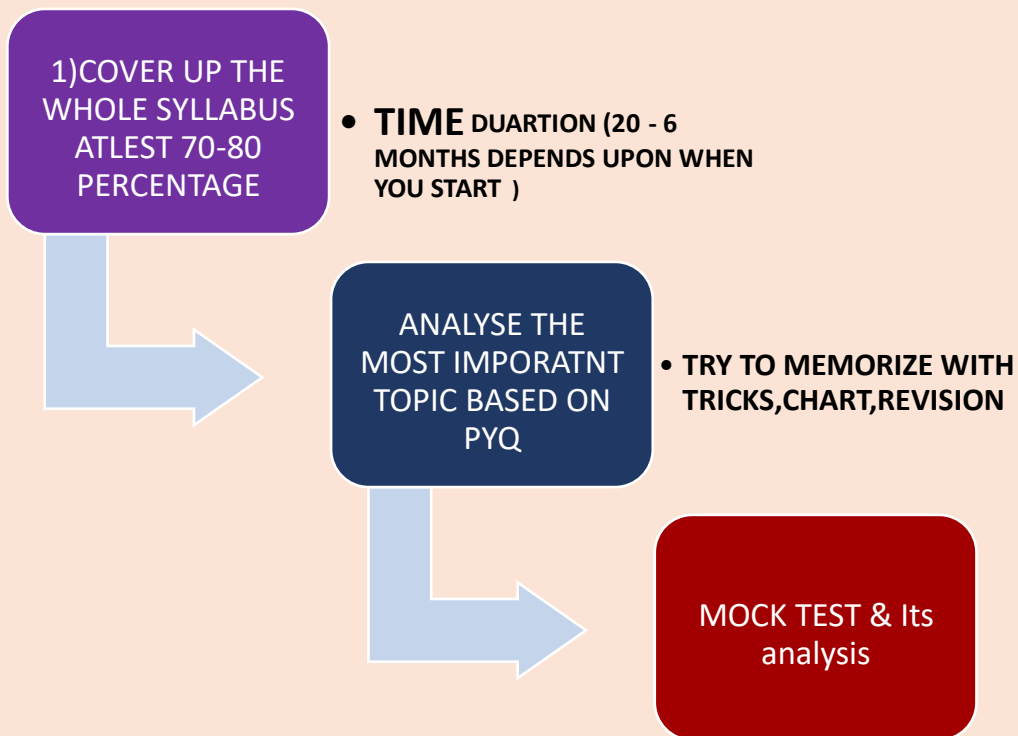 1)COVER UP THE
WHOLE SYLLABUS
ATLEST 70-80
PERCENTAGE
• TIME DUARTION (20 - 6
MONTHS DEPENDS UPON WHEN
YOU START )
ANALYSE THE
MOST IMPORATNT
TOPIC BASED ON
PYQ
• TRY TO MEMORIZE WITH
TRICKS,CHART,REVISION
MOCK TEST & Its
analysis